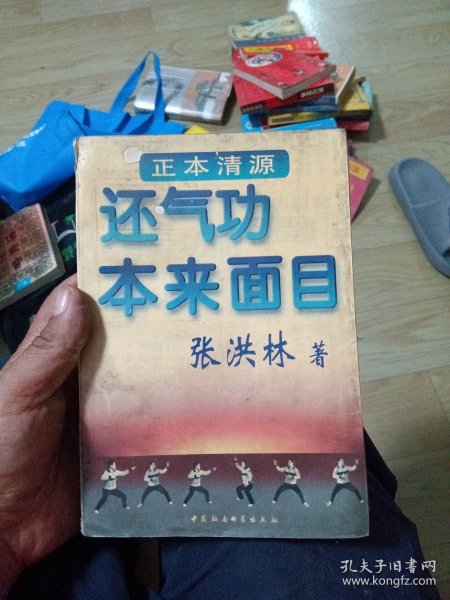 正本清源
还气功
本来面目
张洪林 著
中国社会科学出版社
孔夫子旧书网
www.kongfz.com